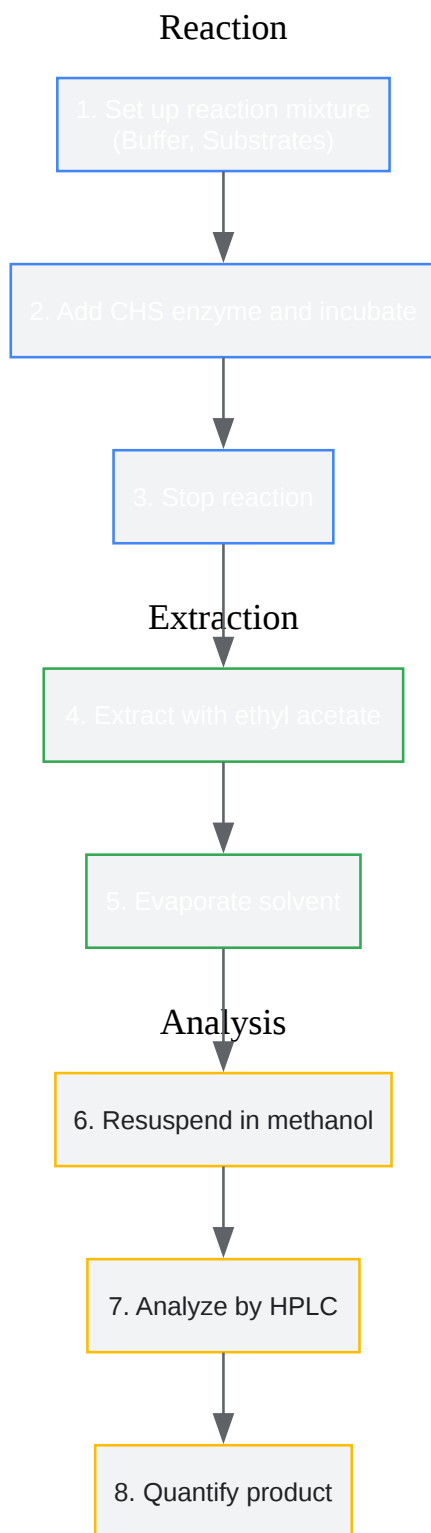 Reaction
1. Set up reaction mixture
(Buffer, Substrates)
2. Add CHS enzyme and incubate
3. Stop reaction
Extraction
4. Extract with ethyl acetate
5. Evaporate solvent
Analysis
6. Resuspend in methanol
7. Analyze by HPLC
8. Quantify product